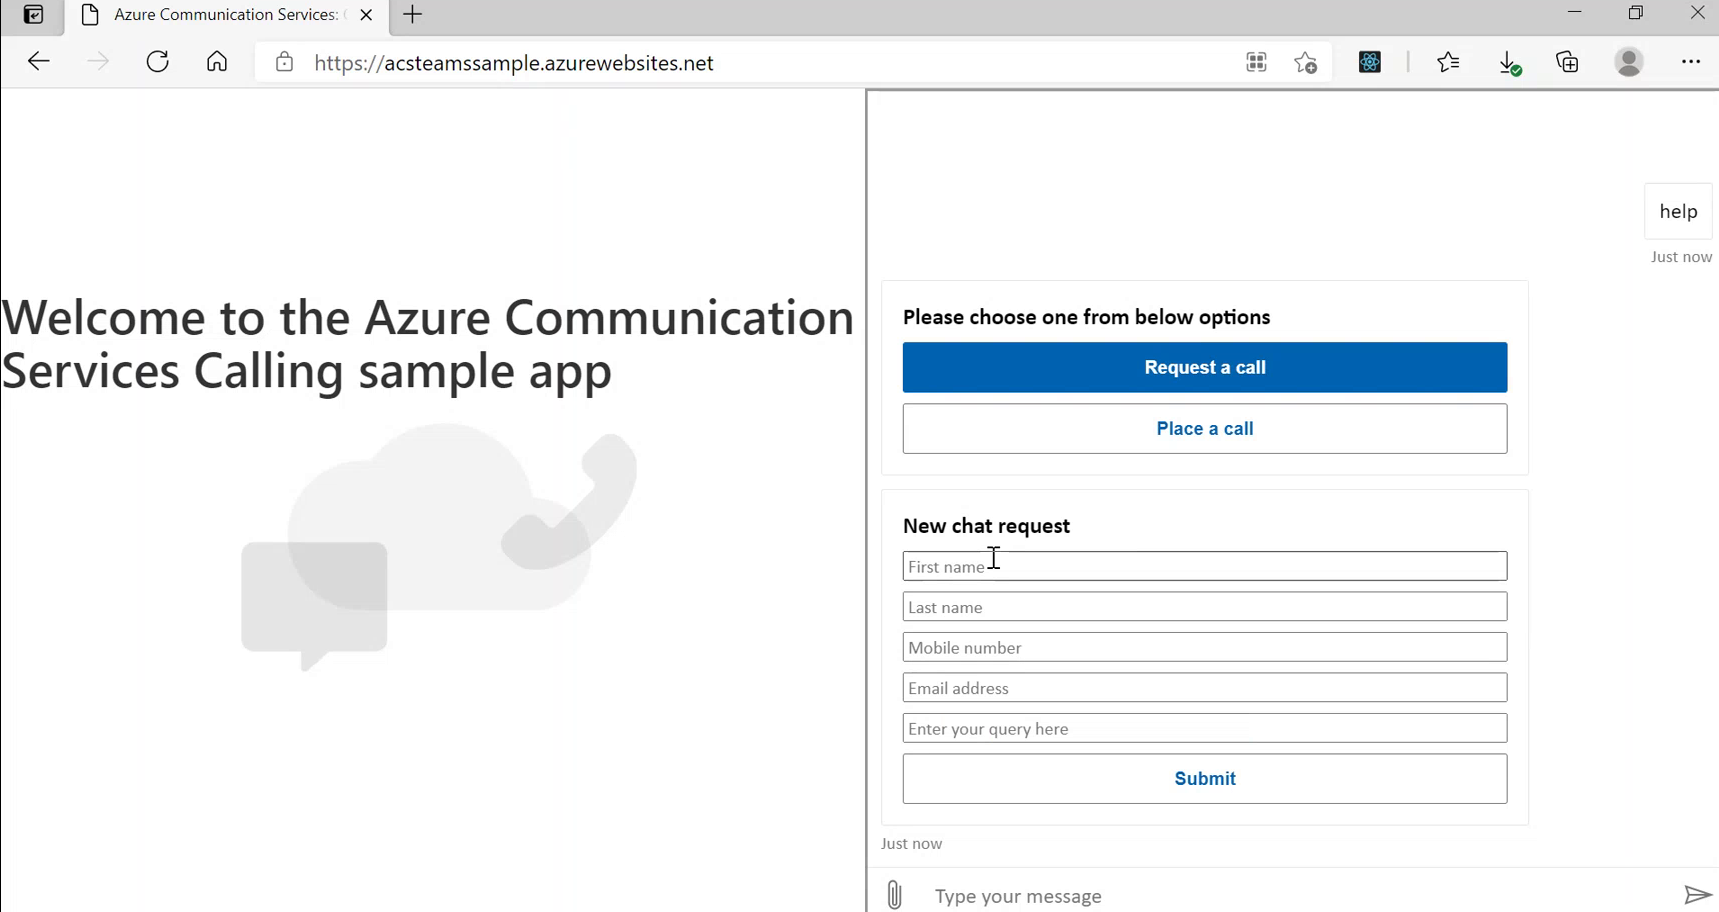 Azure Communication Services:
https://acsteamssample.azurewebsites.net
Welcome to the Azure Communication
Services Calling sample app
help
Just now
Please choose one from below options
Request a call
Place a call
New chat request
First name
Last name
Mobile number
Email address
Enter your query here
Submit
Just now
Type your message